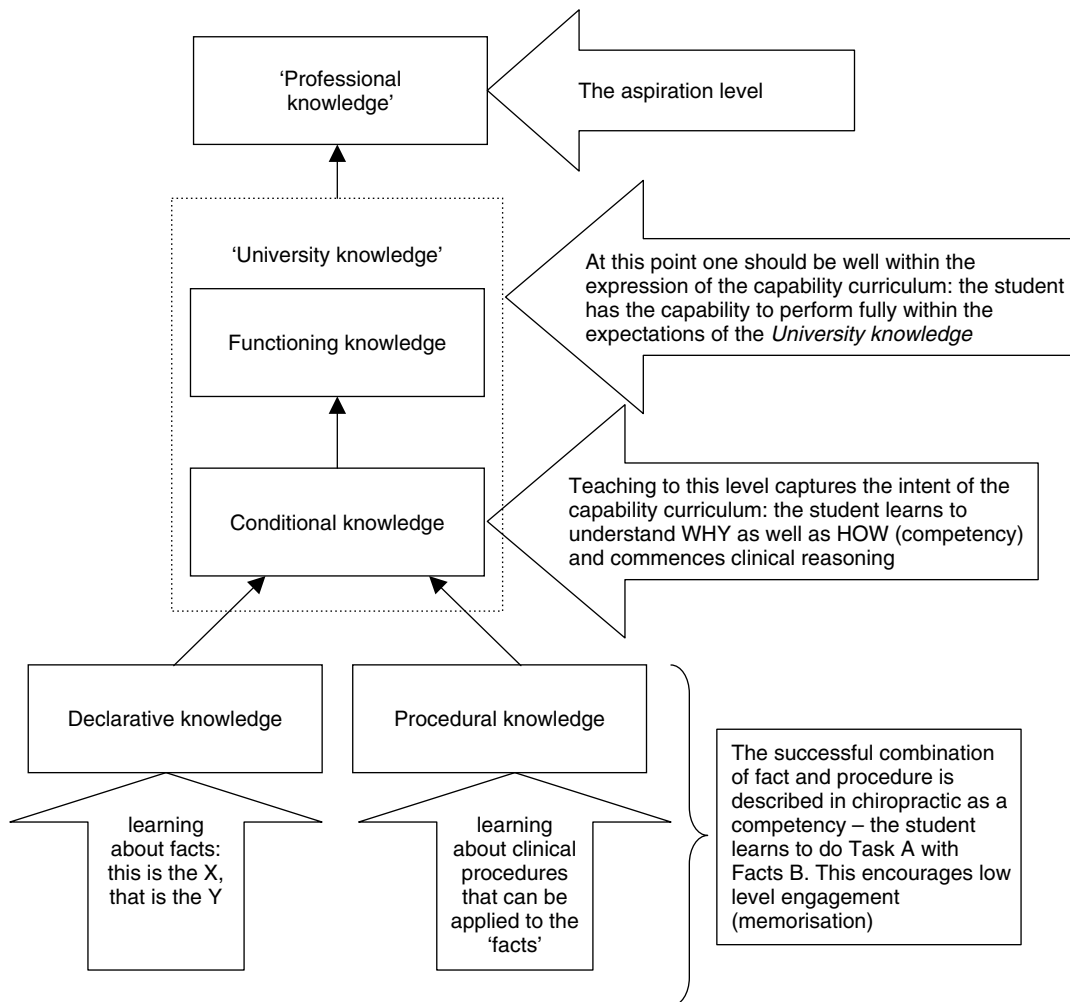 ‘Professional
knowledge’
The aspiration level
‘University knowledge’
At this point one should be well within the
expression of the capability curriculum: the student
has the capability to perform fully within the
expectations of the University knowledge
Functioning knowledge
Conditional knowledge
Teaching to this level captures the intent of the
capability curriculum: the student learns to
understand WHY as well as HOW (competency)
and commences clinical reasoning
Declarative knowledge
Procedural knowledge
learning
about facts:
this is the X,
that is the Y
learning
about clinical
procedures
that can be
applied to the
‘facts’
The successful combination
of fact and procedure is
described in chiropractic as a
competency – the student
learns to do Task A with
Facts B. This encourages low
level engagement
(memorisation)